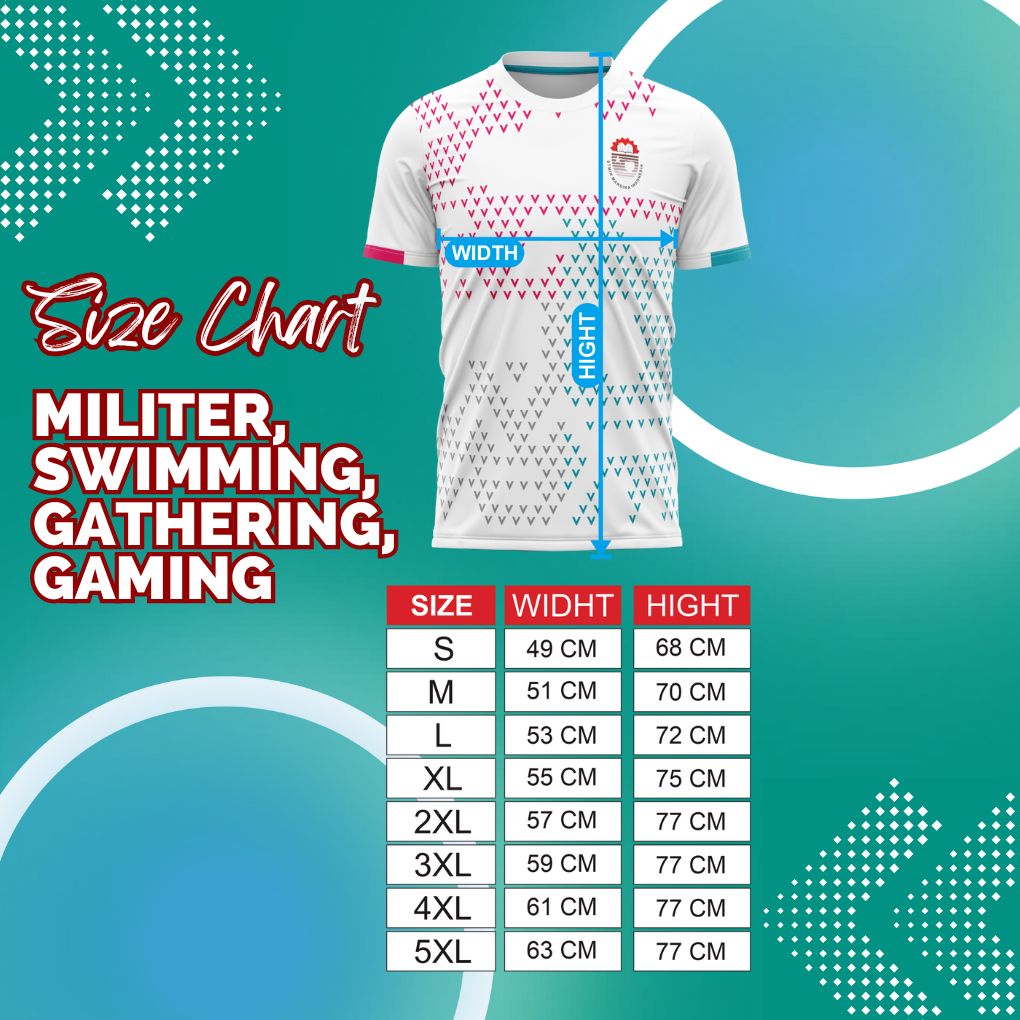 WIDTH
HIGHT
Size Chart
MILITER,
SWIMMING,
GATHERING,
GAMING
SIZE WIDHT HIGHT
S 49 CM 68 CM
M 51 CM 70 CM
L 53 CM 72 CM
XL 55 CM 75 CM
2XL 57 CM 77 CM
3XL 59 CM 77 CM
4XL 61 CM 77 CM
5XL 63 CM 77 CM